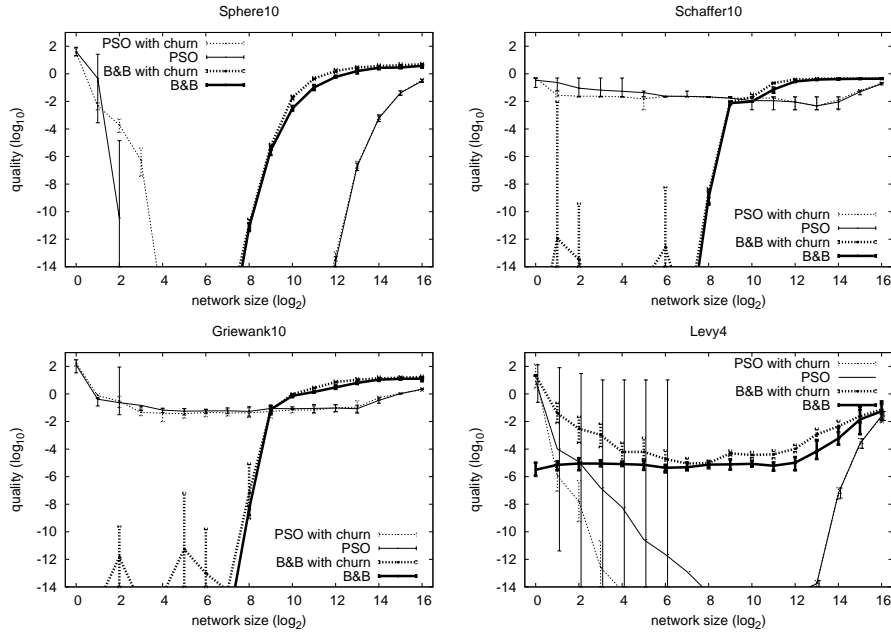 Sphere10
quality (log10)
2
0
-2
-4
-6
-8
-10
-12
-14
PSO with churn
PSO
B&B with churn
B&B
0 2 4 6 8 10 12 14 16
network size (log2)
Schaffer10
quality (log10)
2
0
-2
-4
-6
-8
-10
-12
-14
PSO with churn
PSO
B&B with churn
B&B
0 2 4 6 8 10 12 14 16
network size (log2)
Griewank10
quality (log10)
2
0
-2
-4
-6
-8
-10
-12
-14
PSO with churn
PSO
B&B with churn
B&B
0 2 4 6 8 10 12 14 16
network size (log2)
Levy4
quality (log10)
2
0
-2
-4
-6
-8
-10
-12
-14
PSO with churn
PSO
B&B with churn
B&B
0 2 4 6 8 10 12 14 16
network size (log2)